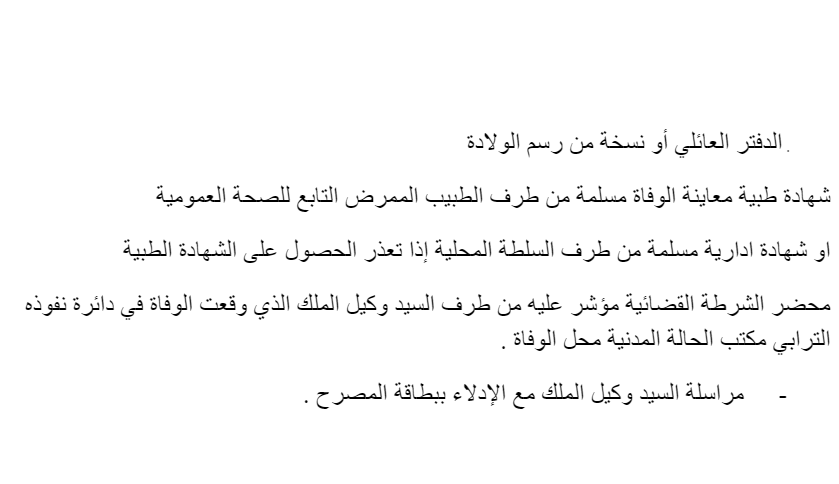 . الدفتر العائلي أو نسخة من رسم الولادة
شهادة طبية معاينة الوفاة مسلمة من طرف الطبيب الممرض التابع للصحة العمومية
او شهادة ادارية مسلمة من طرف السلطة المحلية إذا تعذر الحصول على الشهادة الطبية
محضر الشرطة القضائية مؤشر عليه من طرف السيد وكيل الملك الذي وقعت الوفاة في دائرة نفوذه
الترابي مكتب الحالة المدنية محل الوفاة .
- مراسلة السيد وكيل الملك مع الإدلاء ببطاقة المصرح .